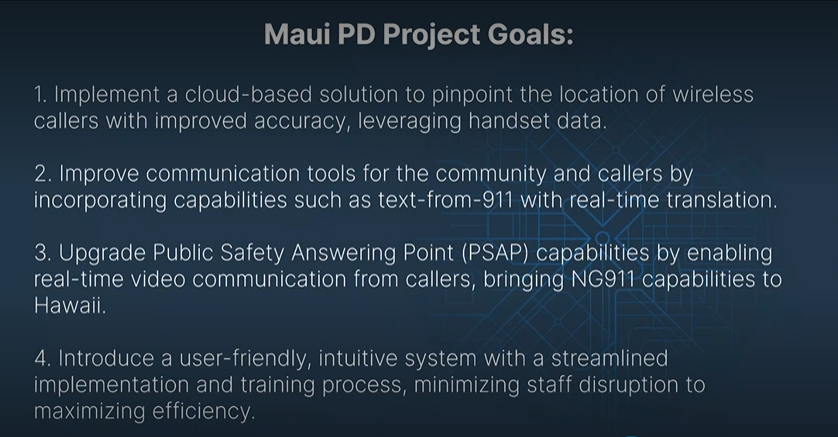 Maui PD Project Goals:
1. Implement a cloud-based solution to pinpoint the location of wireless
callers with improved accuracy, leveraging handset data.
2. Improve communication tools for the community and callers by
incorporating capabilities such as text-from-911 with real-time translation.
3. Upgrade Public Safety Answering Point (PSAP) capabilities by enabling
real-time video communication from callers, bringing NG911 capabilities to
Hawaii.
4. Introduce a user-friendly, intuitive system with a streamlined
implementation and training process, minimizing staff disruption to
maximizing efficiency.